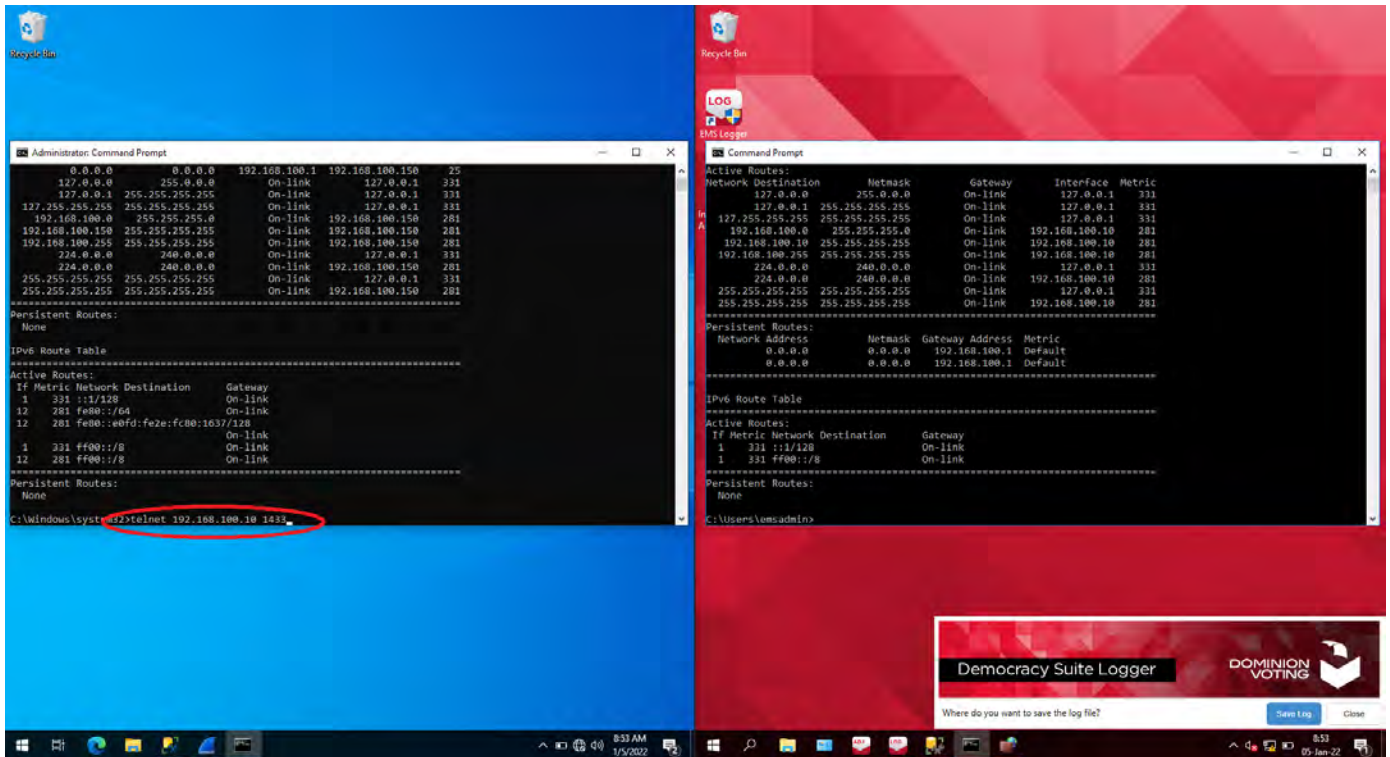 Recycle Bin
Administrator: Command Prompt
0.0.0.0 0.0.0.0 192.168.100.1 192.168.100.150 25
127.0.0.0 255.0.0.0 On-link 127.0.0.1 331
127.0.0.1 255.255.255.255 On-link 127.0.0.1 331
127.255.255.255 255.255.255.255 On-link 127.0.0.1 331
192.168.100.0 255.255.255.0 On-link 192.168.100.150 281
192.168.100.150 255.255.255.255 On-link 192.168.100.150 281
192.168.100.255 255.255.255.255 On-link 192.168.100.150 281
224.0.0.0 240.0.0.0 On-link 127.0.0.1 331
224.0.0.0 240.0.0.0 On-link 192.168.100.150 281
255.255.255.255 255.255.255.255 On-link 127.0.0.1 331
255.255.255.255 255.255.255.255 On-link 192.168.100.150 281
===========================================================================
Persistent Routes:
None
IPv6 Route Table
===========================================================================
Active Routes:
If Metric Network Destination Gateway
1 331 ::1/128 On-link
12 281 fe80::/64 On-link
12 281 fe80::e0fd:fe2e:fc80:1637/128
On-link
1 331 ff00::/8 On-link
12 281 ff00::/8 On-link
===========================================================================
Persistent Routes:
None
C:\Windows\system32>telnet 192.168.100.10 1433_
8:53 AM
1/5/2022
Recycle Bin
LOG
EMS Logger
Command Prompt
Active Routes:
Network Destination Netmask Gateway Interface Metric
127.0.0.0 255.0.0.0 On-link 127.0.0.1 331
127.0.0.1 255.255.255.255 On-link 127.0.0.1 331
127.255.255.255 255.255.255.255 On-link 127.0.0.1 331
192.168.100.0 255.255.255.0 On-link 192.168.100.10 281
192.168.100.10 255.255.255.255 On-link 192.168.100.10 281
192.168.100.255 255.255.255.255 On-link 192.168.100.10 281
224.0.0.0 240.0.0.0 On-link 127.0.0.1 331
224.0.0.0 240.0.0.0 On-link 192.168.100.10 281
255.255.255.255 255.255.255.255 On-link 127.0.0.1 331
255.255.255.255 255.255.255.255 On-link 192.168.100.10 281
===========================================================================
Persistent Routes:
Network Address Netmask Gateway Address Metric
0.0.0.0 0.0.0.0 192.168.100.1 Default
0.0.0.0 0.0.0.0 192.168.100.1 Default
===========================================================================
IPv6 Route Table
===========================================================================
Active Routes:
If Metric Network Destination Gateway
1 331 ::1/128 On-link
1 331 ff00::/8 On-link
===========================================================================
Persistent Routes:
None
C:\Users\emsadmin>
Democracy Suite Logger
DOMINION
VOTING
Where do you want to save the log file?
Save Log
Close
8:53
05-Jan-22